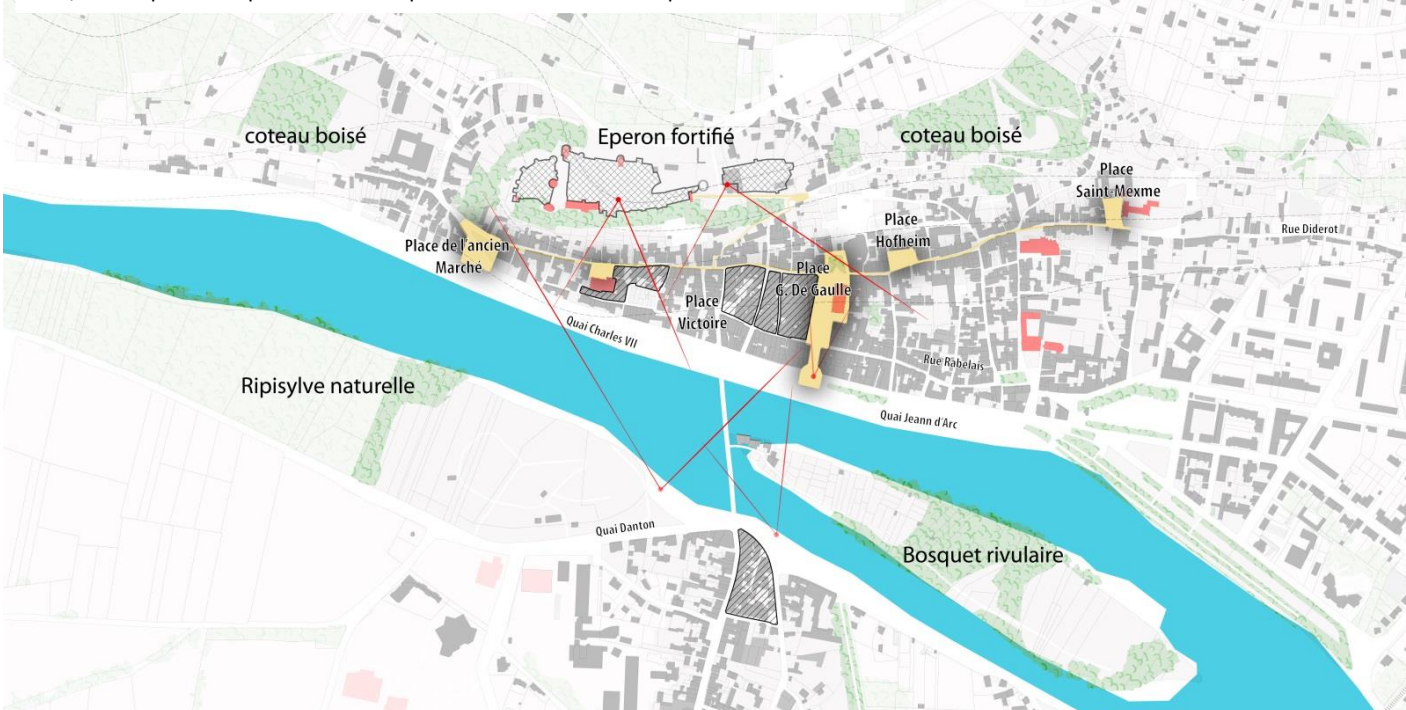 coteau boisé
Eperon fortifié
coteau boisé
Place
Saint-Mexme
Rue Diderot
Place
Hofheim
Place de l'ancien
Marché
Place
G. De Gaulle
Place
Victoire
Quai Charles VII
Rue Rabelais
Ripisylve naturelle
Quai Jeann d'Arc
Quai Danton
Bosquet rivulaire